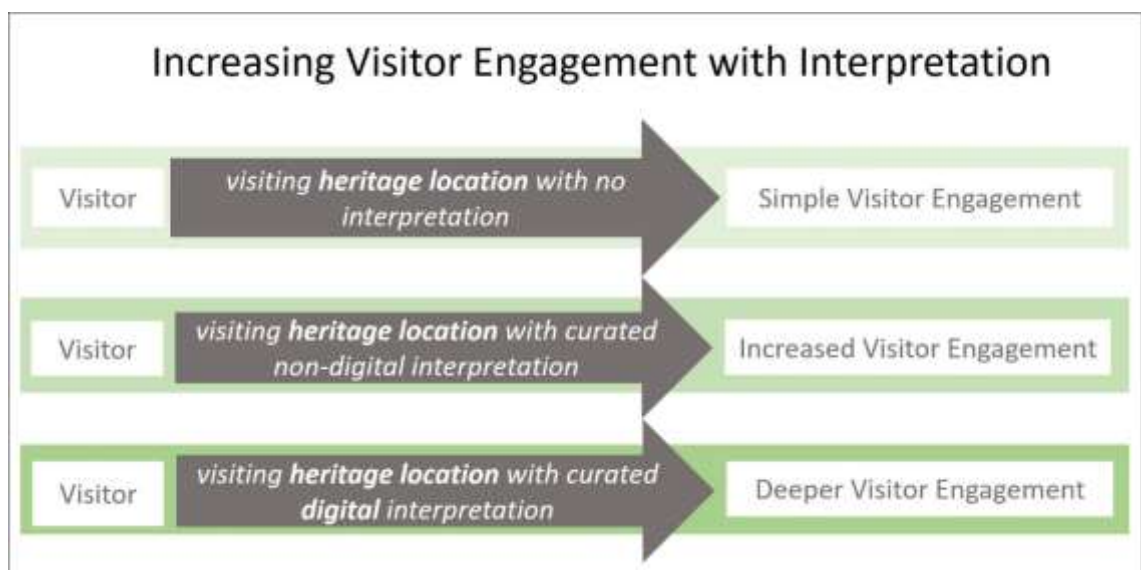 Increasing Visitor Engagement with Interpretation
Visitor
visiting heritage location with no
interpretation
Simple Visitor Engagement
Visitor
visiting heritage location with curated
non-digital interpretation
Increased Visitor Engagement
Visitor
visiting heritage location with curated
digital interpretation
Deeper Visitor Engagement